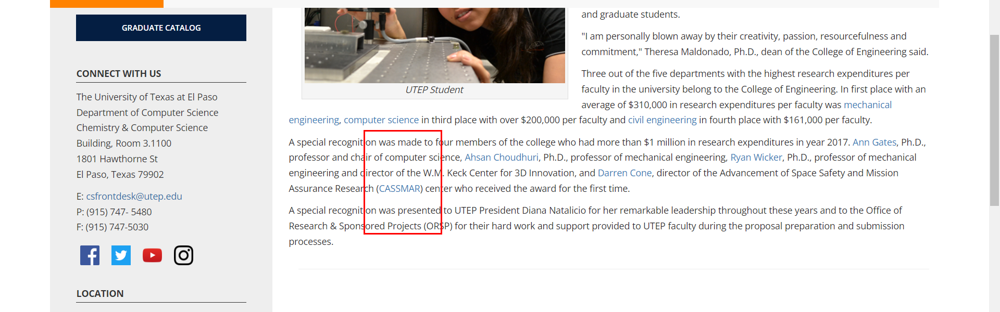 GRADUATE CATALOG
CONNECT WITH US
The University of Texas at El Paso
Department of Computer Science
Chemistry & Computer Science
Building, Room 3.1100
1801 Hawthorne St
El Paso, Texas 79902
E: csfrontdesk@utep.edu
P: (915) 747- 5480
F: (915) 747-5030
LOCATION
UTEP Student
and graduate students.
"I am personally blown away by their creativity, passion, resourcefulness and
commitment," Theresa Maldonado, Ph.D., dean of the College of Engineering said.
Three out of the five departments with the highest research expenditures per
faculty in the university belong to the College of Engineering. In first place with an
average of $310,000 in research expenditures per faculty was mechanical
engineering, computer science in third place with over $200,000 per faculty and civil engineering in fourth place with $161,000 per faculty.
A special recognition was made to four members of the college who had more than $1 million in research expenditures in year 2017. Ann Gates, Ph.D.,
professor and chair of computer science, Ahsan Choudhuri, Ph.D., professor of mechanical engineering, Ryan Wicker, Ph.D., professor of mechanical
engineering and director of the W.M. Keck Center for 3D Innovation, and Darren Cone, director of the Advancement of Space Safety and Mission
Assurance Research (CASSMAR) center who received the award for the first time.
A special recognition was presented to UTEP President Diana Natalicio for her remarkable leadership throughout these years and to the Office of
Research & Sponsored Projects (ORSP) for their hard work and support provided to UTEP faculty during the proposal preparation and submission
processes.